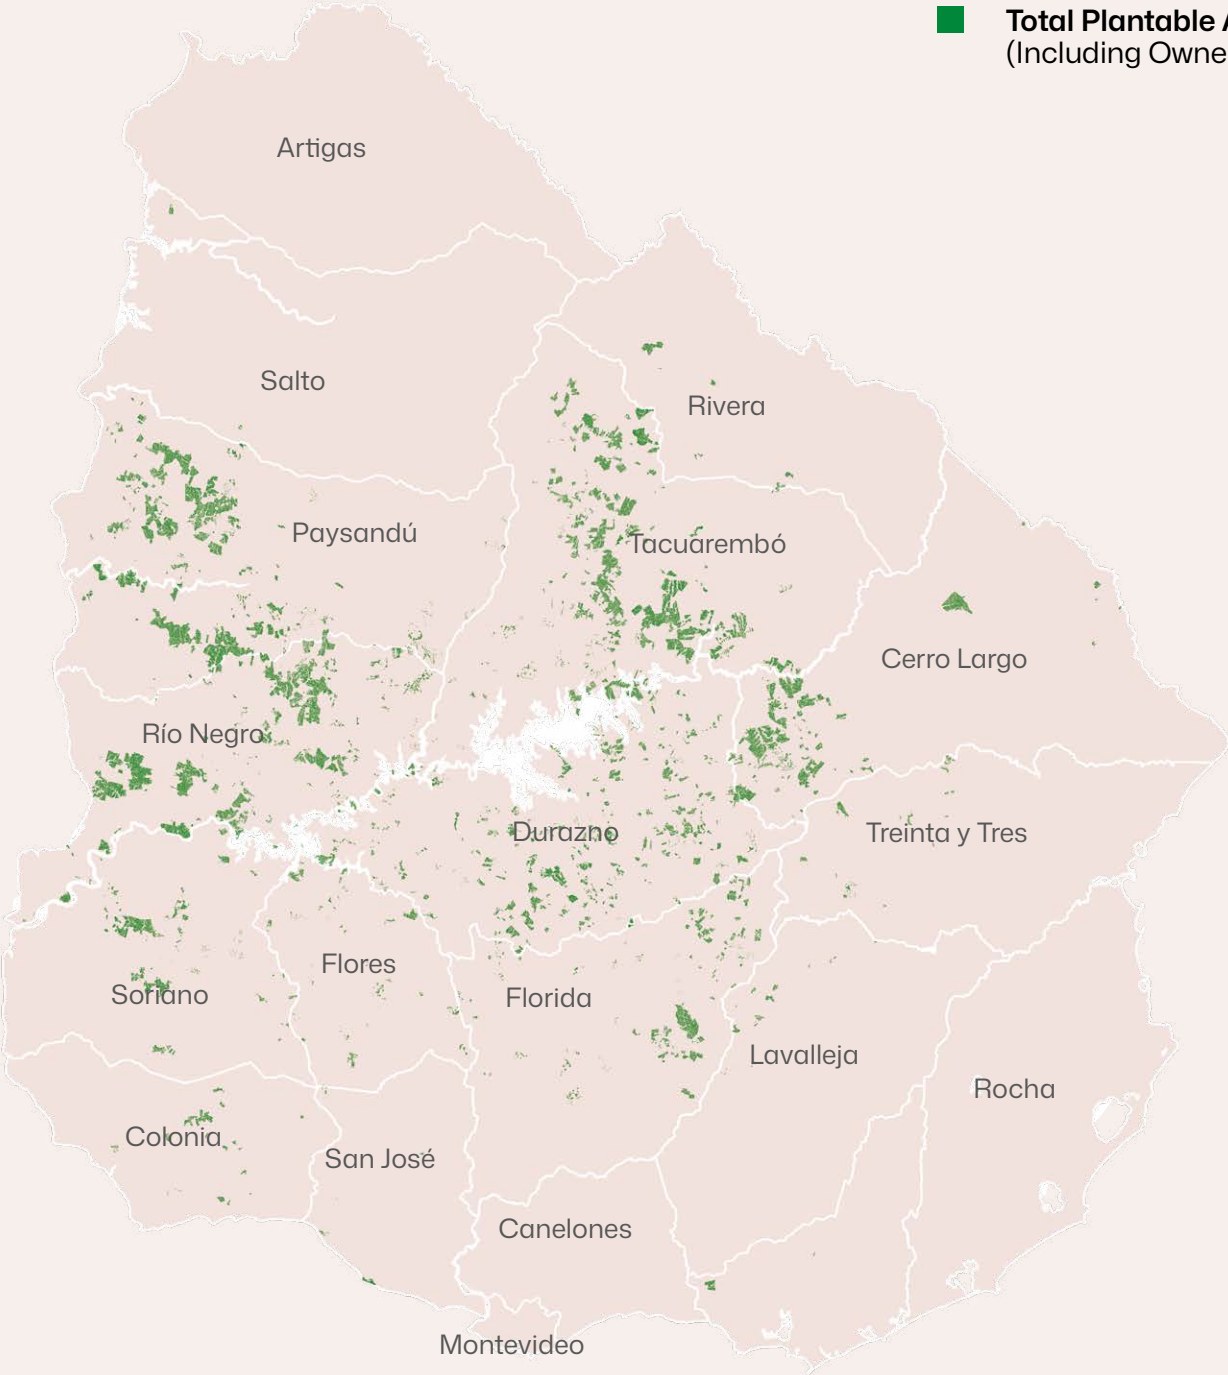 Total Plantable
(Including Owne
Artigas
Salto
Rivera
Paysandú
Tacuarembó
Cerro Largo
Río Negro
Durazno
Treinta y Tres
Flores
Soriano
Florida
Lavalleja
Rocha
Colonia
San José
Canelones
Montevideo